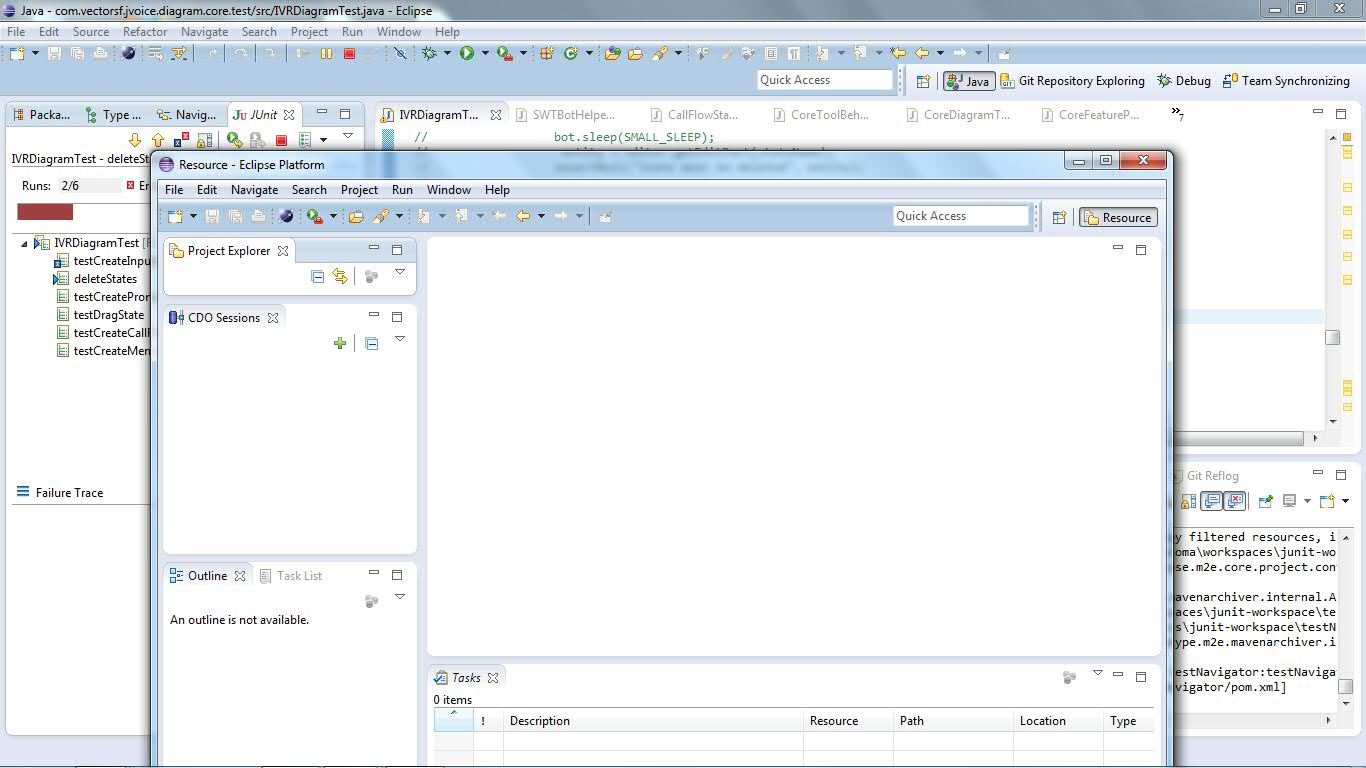 Java - com.vectorsf.jvoice.diagram.core.test/src/IVRDiagramTest.java - Eclipse
File Edit Source Refactor Navigate Search Project Run Window Help
Quick Access Java Git Repository Exploring Debug Team Synchronizing
Packa... Type ... Navig... JUnit
IVRDiagramT... SWTBotHelpe... CallFlowSta... CoreToolBeh... CoreDiagramT... CoreFeatureP... »7
// bot.sleep(SMALL_SLEEP);
IVRDiagramTest - deleteSt
Runs: 2/6 Er
IVRDiagramTest [
testCreateInpu
deleteStates
testCreatePror
testDragState
testCreateCall
testCreateMen
Failure Trace
Resource - Eclipse Platform
File Edit Navigate Search Project Run Window Help
Quick Access Resource
Project Explorer
CDO Sessions
Outline Task List
An outline is not available.
Tasks
0 items
! Description Resource Path Location Type
Git Reflog
y filtered resources, i
oma\workspaces\junit-wo
se.m2e.core.project.con
avenarchiver.internal.A
aces\junit-workspace\te
s\junit-workspace\testN
ype.m2e.mavenarchiver.i
estNavigator:testNaviga
vigator/pom.xml]